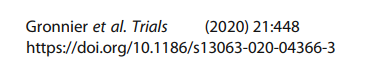 Gronnier et al. Trials (2020) 21:448
https://doi.org/10.1186/s13063-020-04366-3